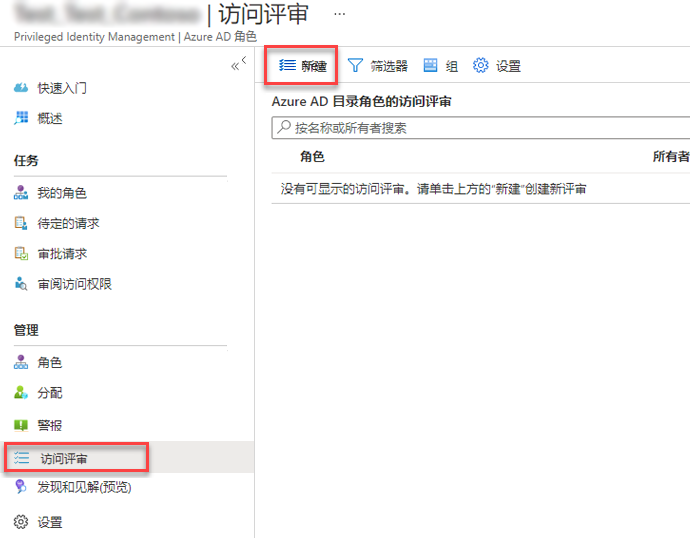 | 访问评审 ...
Privileged Identity Management | Azure AD 角色
«
新建 筛选器 组 设置
快速入门
概述
任务
我的角色
待定的请求
审批请求
审阅访问权限
管理
角色
分配
警报
访问评审
发现和见解(预览)
设置
Azure AD 目录角色的访问评审
按名称或所有者搜索
角色 所有者
没有可显示的访问评审。请单击上方的“新建”创建新评审